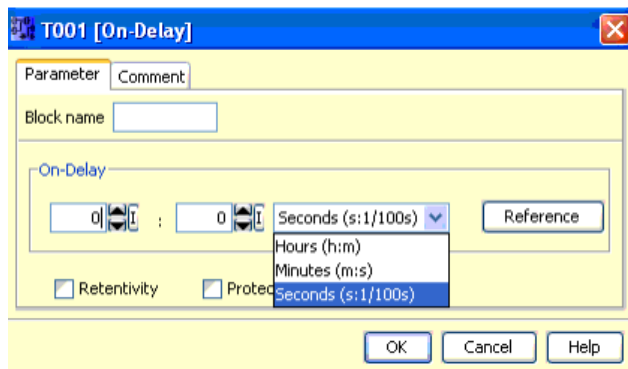 T001 [On-Delay]
Parameter Comment
Block name
On-Delay
0 : 0 Seconds (s:1/100s) Reference
Hours (h:m)
Minutes (m:s)
Retentivity Protec Seconds (s:1/100s)
OK Cancel Help